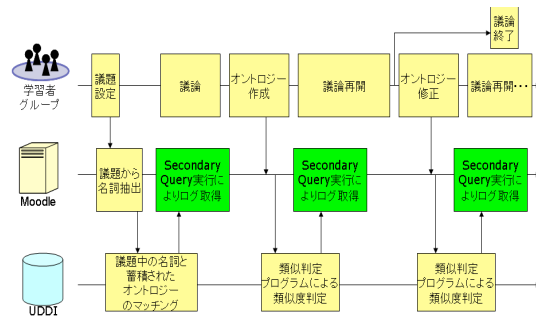 議論
終了
学習者
グループ
議題
設定
議論
オントロジー
作成
議論再開
オントロジー
修正
議論再開・・・
Moodle
議題から
名詞抽出
Secondary
Query実行に
よりログ取得
Secondary
Query実行に
よりログ取得
Secondary
Query実行に
よりログ取得
UDDI
議題中の名詞と
蓄積された
オントロジー
のマッチング
類似判定
プログラムによる
類似度判定
類似判定
プログラムによる
類似度判定